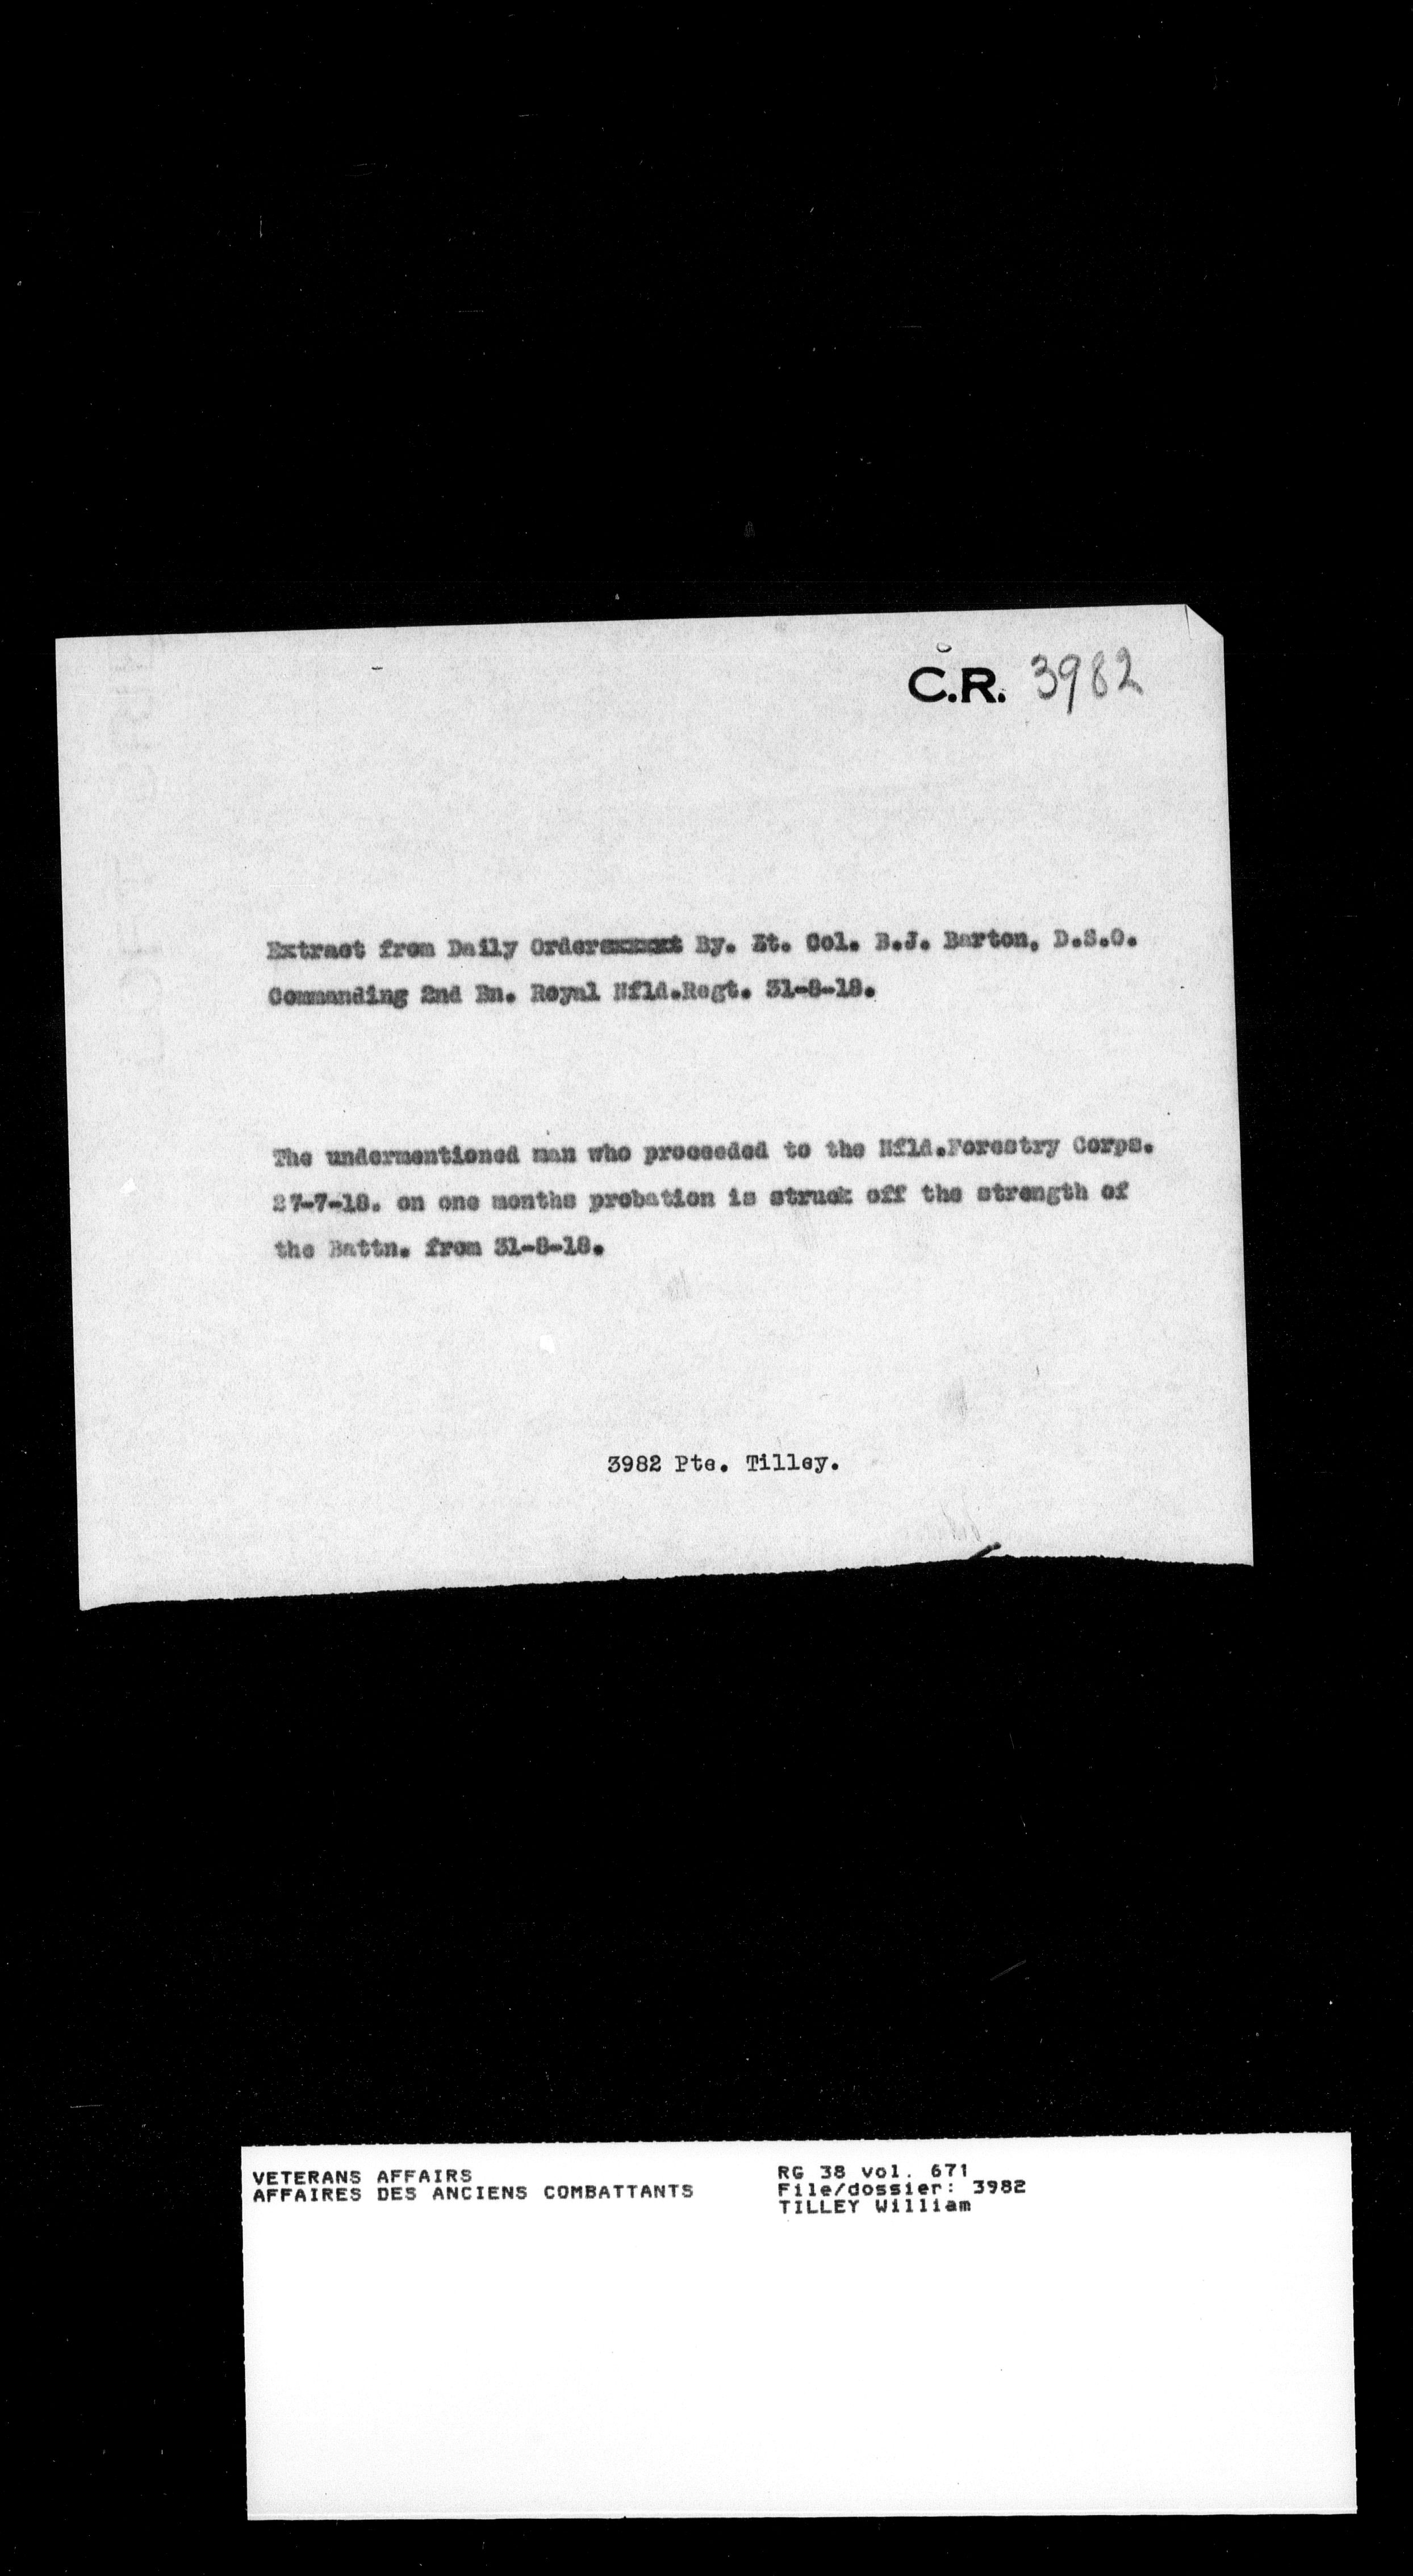 C.R. 3982
Extract from Daily Orders By. Lt. Col. B.J. Barton, D.S.O.
Commanding 2nd Bn. Royal Nfld.Regt. 31-8-18.
The undermentioned man who proceeded to the Nfld.Forestry Corps.
27-7-18. on one months probation is struck off the strength of
the Battn. from 31-8-18.
3982 Pte. Tilley.
VETERANS AFFAIRS
AFFAIRES DES ANCIENS COMBATTANTS
RG 38 vol. 671
File/dossier: 3982
TILLEY William